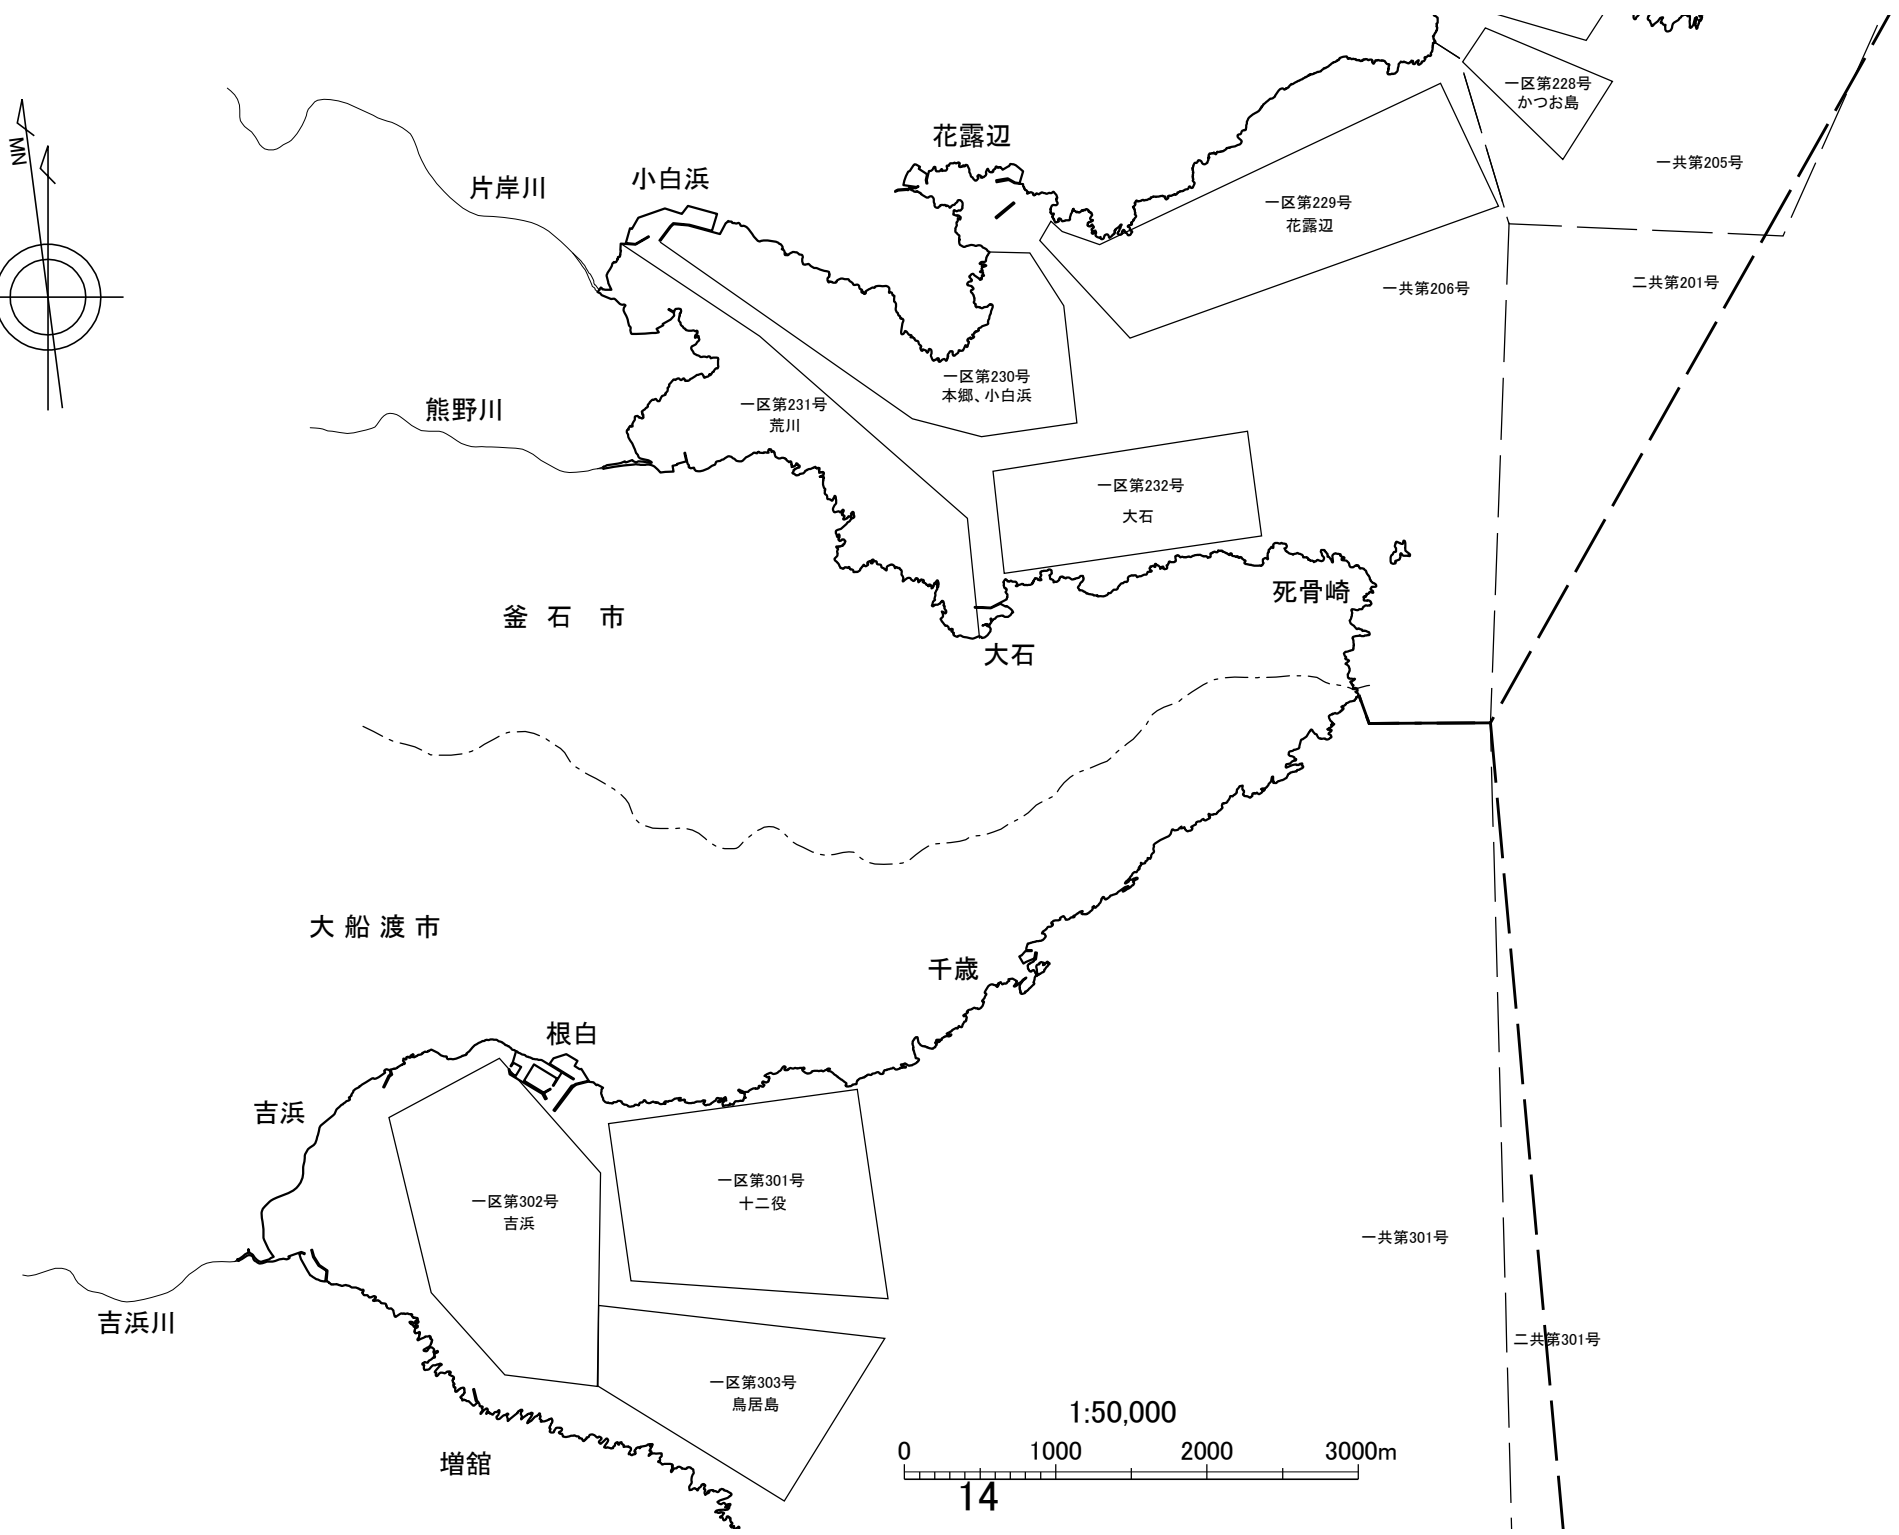 一区第228号
かつお島
一共第205号
MN
花露辺
片岸川
小白浜
一区第229号
花露辺
一共第206号
二共第201号
一区第230号
本郷、小白浜
一区第231号
荒川
熊野川
一区第232号
大石
死骨崎
釜石市
大石
大船渡市
千歳
根白
吉浜
一区第301号
十二役
一区第302号
吉浜
一共第301号
吉浜川
二共第301号
一区第303号
鳥居島
1:50,000
増舘
0 1000 2000 3000m
14